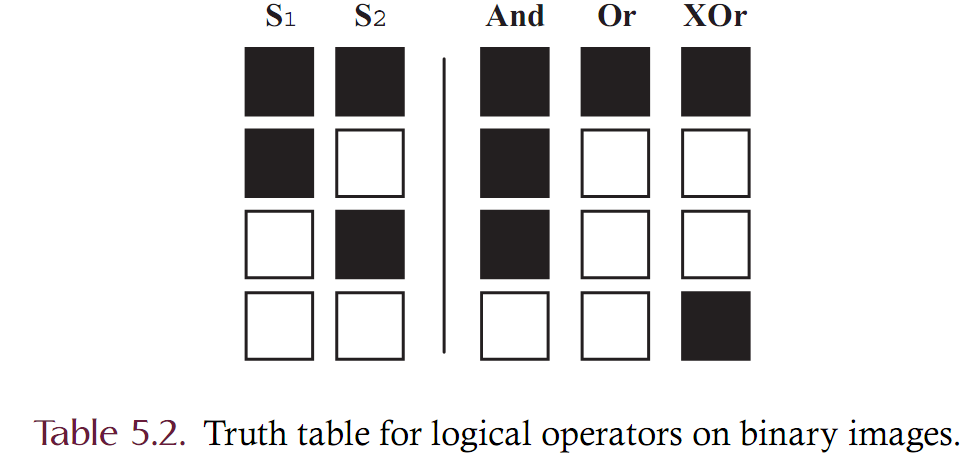 S1 S2 And Or XOr
Table 5.2. Truth table for logical operators on binary images.